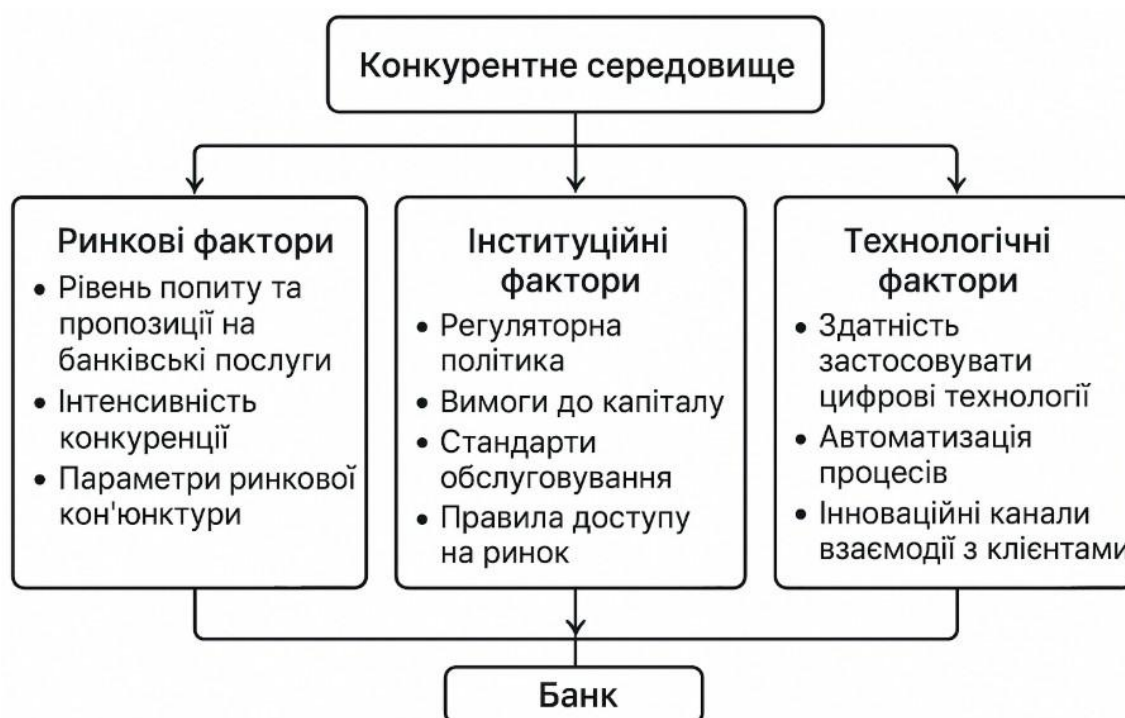 Конкурентне середовище
Ринкові фактори
• Рівень попиту та
пропозиції на
банківські послуги
• Інтенсивність
конкуренції
• Параметри ринкової
кон'юнктури
Інституційні
фактори
• Регуляторна
політика
• Вимоги до капіталу
• Стандарти
обслуговування
• Правила доступу
на ринок
Технологічні
фактори
• Здатність
застосовувати
цифрові технології
• Автоматизація
процесів
• Інноваційні канали
взаємодії з клієнтами
Банк